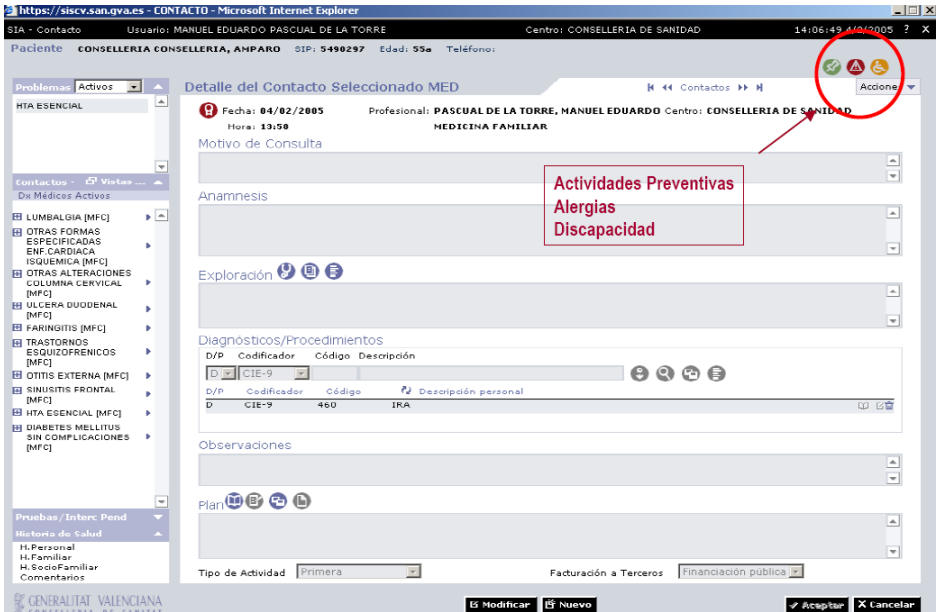 https://siscv.san.gva.es - CONTACTO - Microsoft Internet Explorer
SIA - Contacto Usuario: MANUEL EDUARDO PASCUAL DE LA TORRE Centro: CONSELLERIA DE SANIDAD 14:06:49 4/2/2005 ? X
Paciente CONSELLERIA CONSELLERIA, AMPARO SIP: 5490297 Edad: 55a Teléfono:
Problemas Activos
Detalle del Contacto Seleccionado MED
Contactos
Acciones
HTA ESENCIAL
Fecha: 04/02/2005 Profesional: PASCUAL DE LA TORRE, MANUEL EDUARDO Centro: CONSELLERIA DE SANIDAD
Hora: 13:50 MEDICINA FAMILIAR
Motivo de Consulta
Actividades Preventivas
Alergias
Discapacidad
Contactos - Vistas ...
Dx Médicos Activos
Anamnesis
LUMBALGIA [MFC]
OTRAS FORMAS
ESPECIFICADAS
ENF.CARDIACA
ISQUEMICA [MFC]
OTRAS ALTERACIONES
COLUMNA CERVICAL
[MFC]
ULCERA DUODENAL
[MFC]
FARINGITIS [MFC]
TRASTORNOS
ESQUIZOFRENICOS
[MFC]
OTITIS EXTERNA [MFC]
SINUSITIS FRONTAL
[MFC]
HTA ESENCIAL [MFC]
DIABETES MELLITUS
SIN COMPLICACIONES
[MFC]
Exploración
Diagnósticos/Procedimientos
D/P Codificador Código Descripción
D CIE-9
D/P Codificador Código Descripción personal
D CIE-9 460 IRA
Observaciones
Plan
Pruebas/Interc Pend
Historia de Salud
H.Personal
H.Familiar
H.SocioFamiliar
Comentarios
Tipo de Actividad Primera Facturación a Terceros Financiación pública
GENERALITAT VALENCIANA
CONSELLERIA DE SANITAT
Modificar Nuevo Aceptar X Cancelar